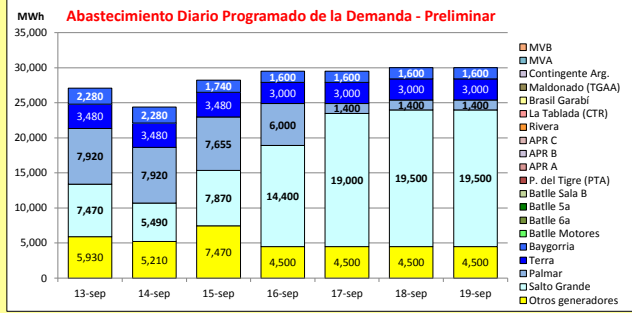 MWh
Abastecimiento Diario Programado de la Demanda - Preliminar
35,000
30,000
25,000
20,000
15,000
10,000
5,000
0
2,280
3,480
7,920
7,470
5,930
2,280
3,480
7,920
5,490
5,210
1,740
3,480
7,655
7,870
7,470
1,600
3,000
6,000
14,400
4,500
1,600
3,000
1,400
19,000
4,500
1,600
3,000
1,400
19,500
4,500
1,600
3,000
1,400
19,500
4,500
13-sep 14-sep 15-sep 16-sep 17-sep 18-sep 19-sep
MVB
MVA
Contingente Arg.
Maldonado (TGAA)
Brasil Garabí
La Tablada (CTR)
Rivera
APR C
APR B
APR A
P. del Tigre (PTA)
Batlle Sala B
Batlle 5a
Batlle 6a
Batlle Motores
Baygorria
Terra
Palmar
Salto Grande
Otros generadores